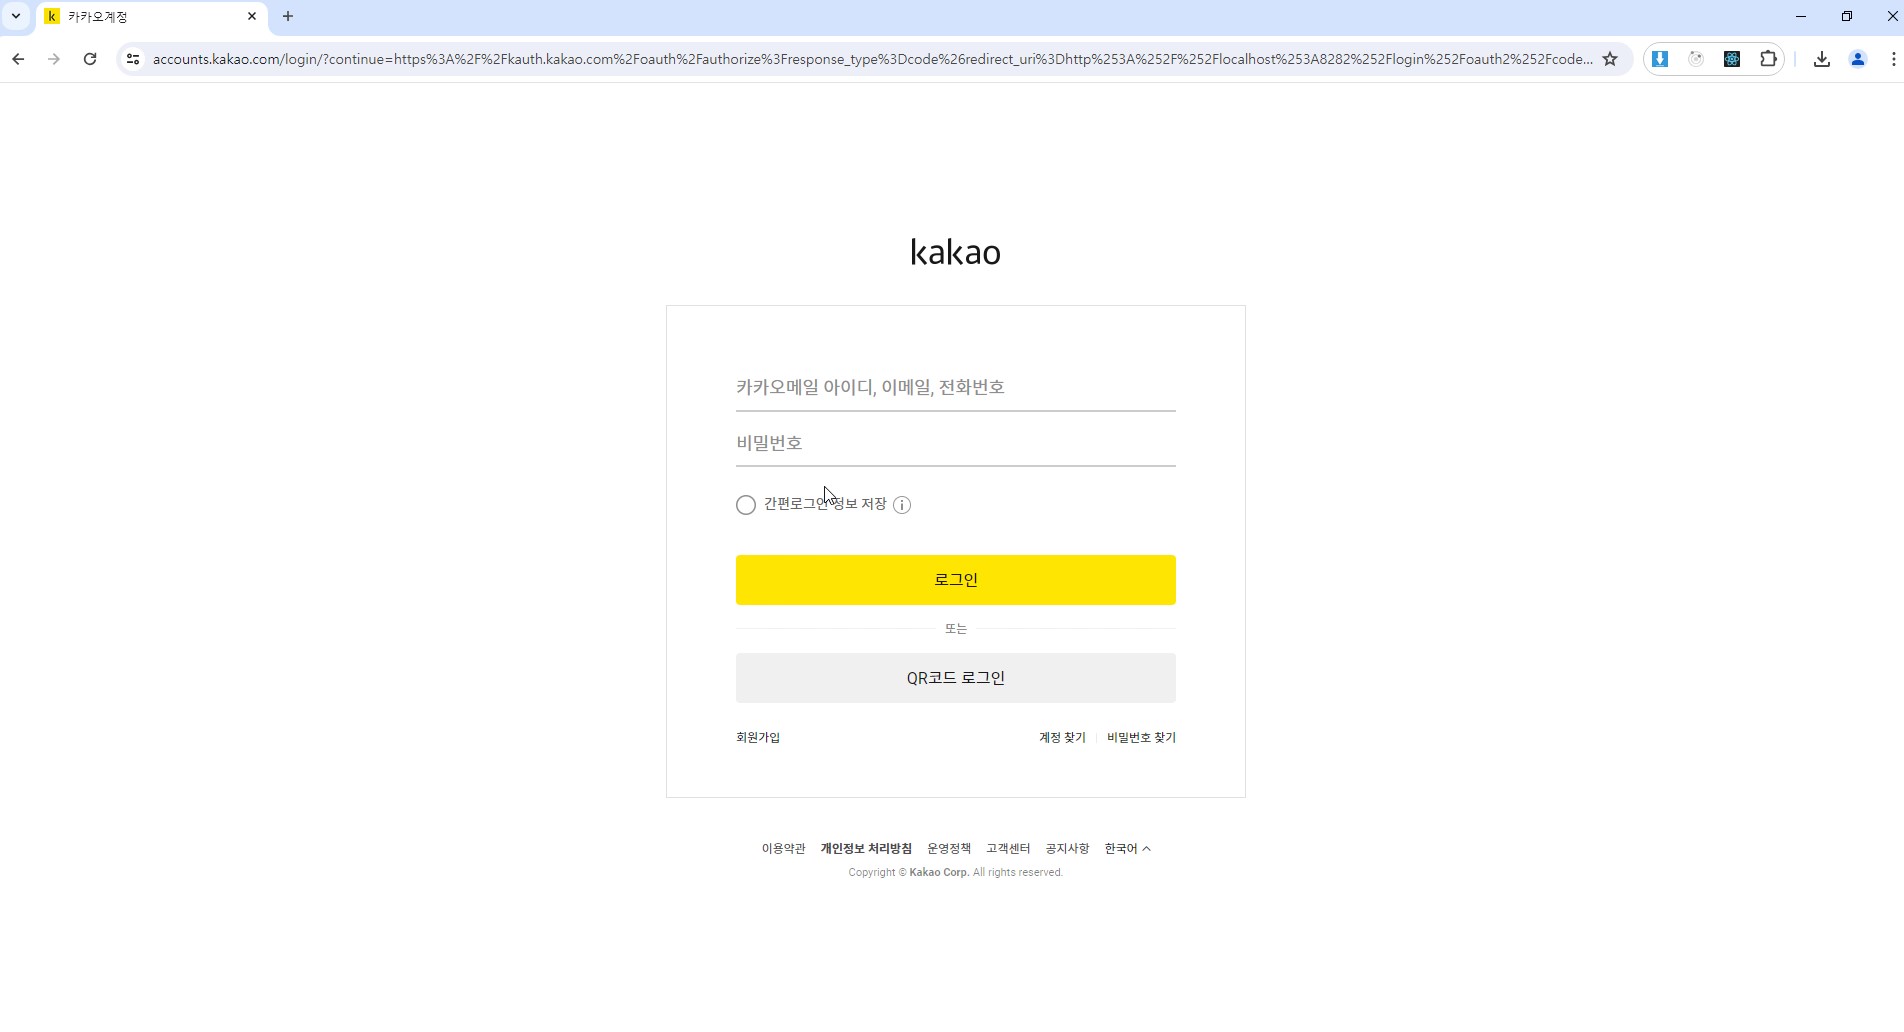 k 카카오계정
accounts.kakao.com/login/?continue=https%3A%2F%2Fkauth.kakao.com%2Foauth%2Fauthorize%3Fresponse_type%3Dcode%26redirect_uri%3Dhttp%253A%252F%252Flocalhost%253A8282%252Flogin%252Foauth2%252Fcode...
kakao
카카오메일 아이디, 이메일, 전화번호
비밀번호
간편로그인 정보 저장
로그인
또는
QR코드 로그인
회원가입 계정 찾기 비밀번호 찾기
이용약관 개인정보 처리방침 운영정책 고객센터 공지사항 한국어
Copyright © Kakao Corp. All rights reserved.